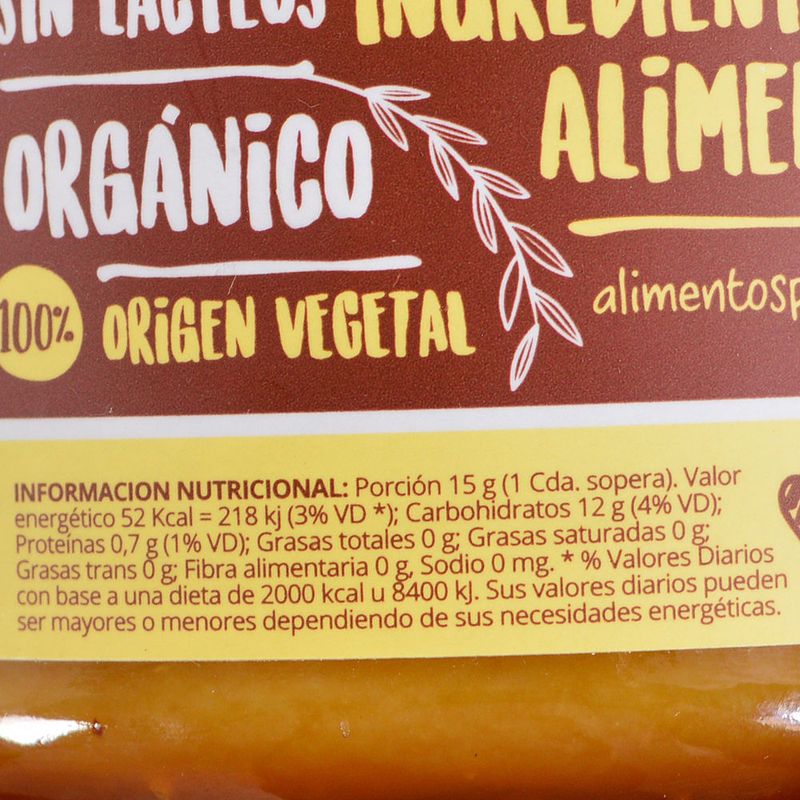 SIN LÁCTEOS
ORGÁNICO
100% ORIGEN VEGETAL
INFORMACION NUTRICIONAL: Porción 15 g (1 Cda. sopera). Valor
energético 52 Kcal = 218 kj (3% VD *); Carbohidratos 12 g (4% VD);
Proteínas 0,7 g (1% VD); Grasas totales 0 g; Grasas saturadas 0 g;
Grasas trans 0 g; Fibra alimentaria 0 g, Sodio 0 mg. * % Valores Diarios
con base a una dieta de 2000 kcal u 8400 kJ. Sus valores diarios pueden
ser mayores o menores dependiendo de sus necesidades energéticas.